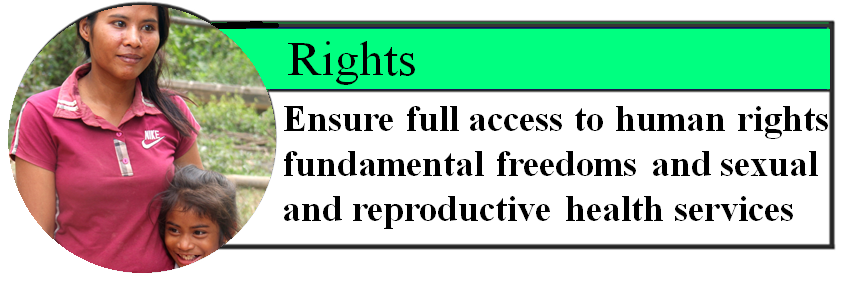 Rights
Ensure full access to human rights
fundamental freedoms and sexual
and reproductive health services
NIKE